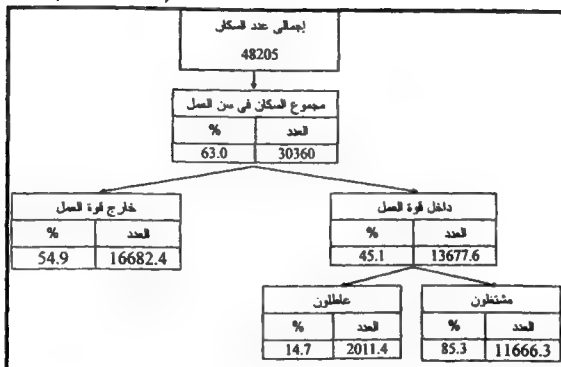 إجمالى عدد السكان
48205
مجموع السكان فى سن العمل
العدد %
30360 63.0
داخل قوة العمل
العدد %
13677.6 45.1
خارج قوة العمل
العدد %
16682.4 54.9
مشتغلون
العدد %
11666.3 85.3
عاطلون
العدد %
2011.4 14.7